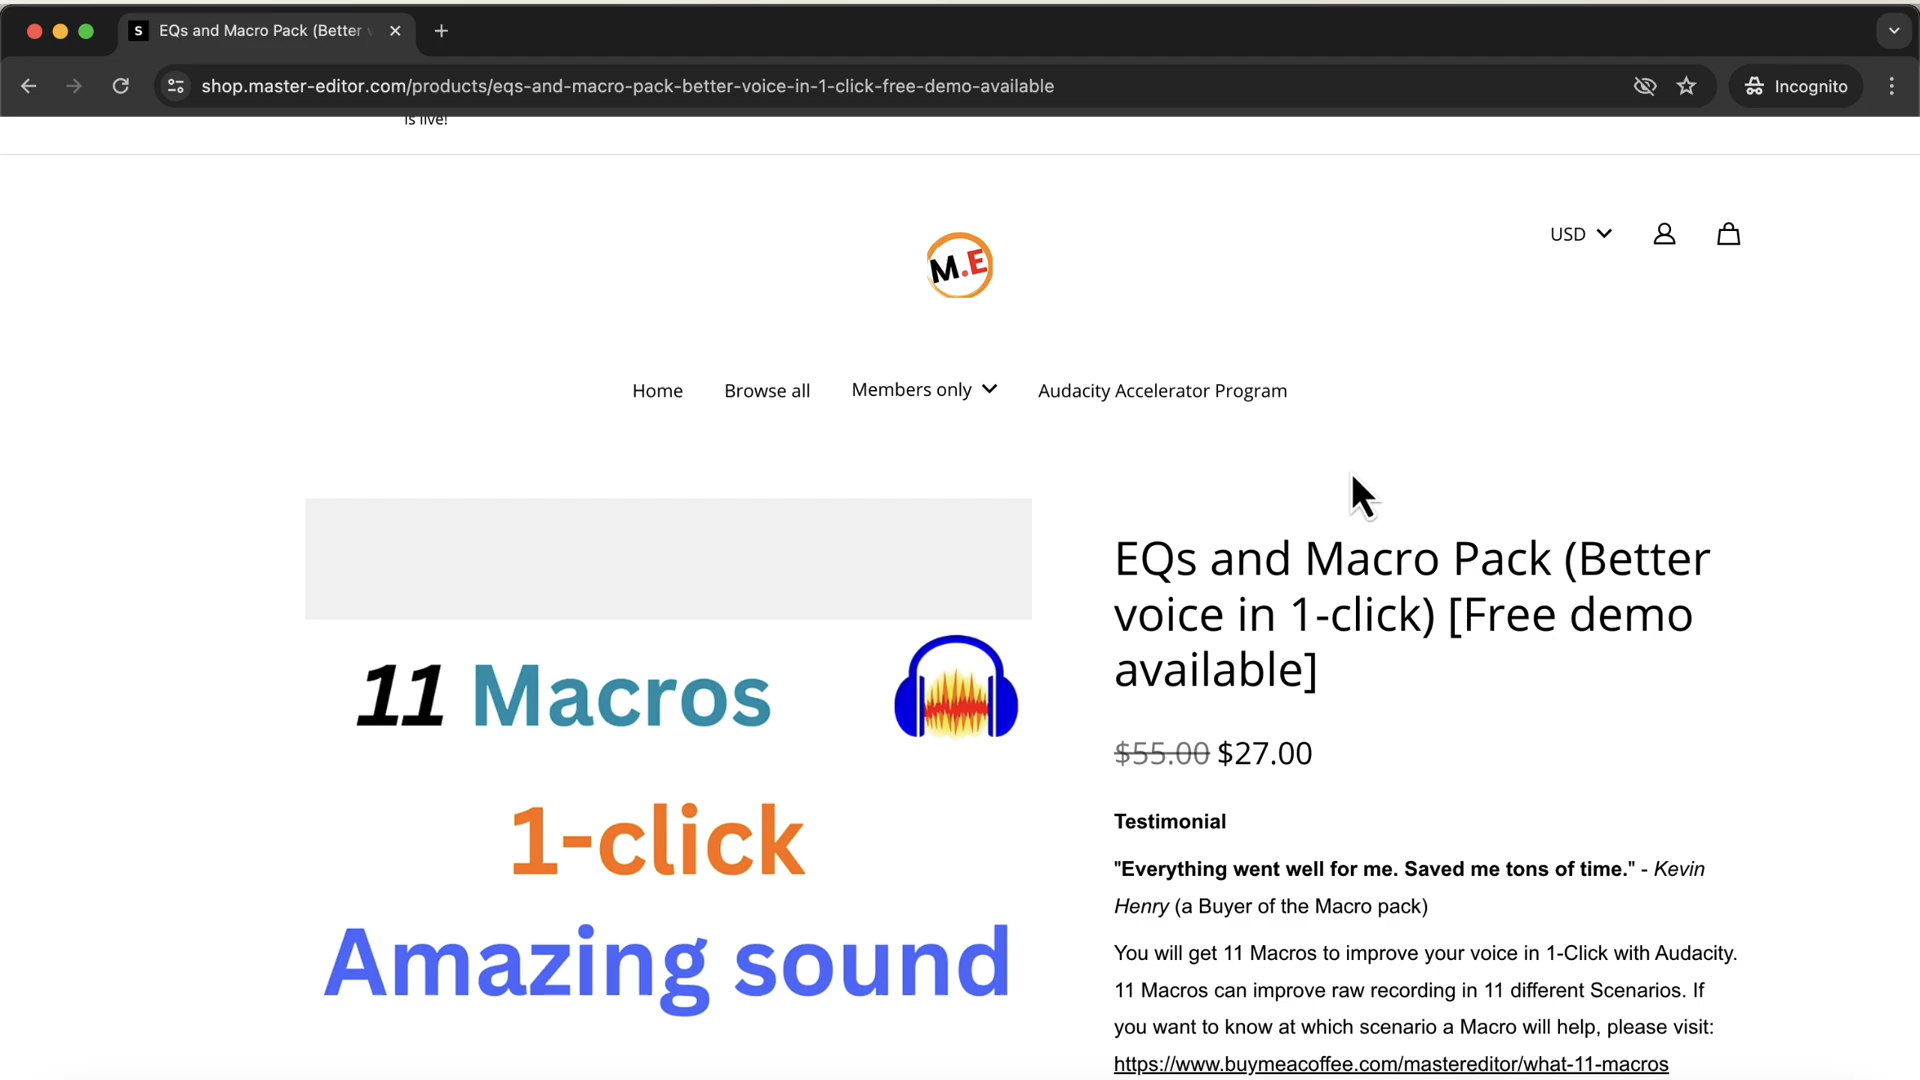 S EQs and Macro Pack (Better v
shop.master-editor.com/products/eqs-and-macro-pack-better-voice-in-1-click-free-demo-available
Incognito
is live!
USD
M.E
Home Browse all Members only Audacity Accelerator Program
EQs and Macro Pack (Better
voice in 1-click) [Free demo
available]
$55.00 $27.00
11 Macros
1-click
Amazing sound
Testimonial
"Everything went well for me. Saved me tons of time." - Kevin
Henry (a Buyer of the Macro pack)
You will get 11 Macros to improve your voice in 1-Click with Audacity.
11 Macros can improve raw recording in 11 different Scenarios. If
you want to know at which scenario a Macro will help, please visit:
https://www.buymeacoffee.com/mastereditor/what-11-macros